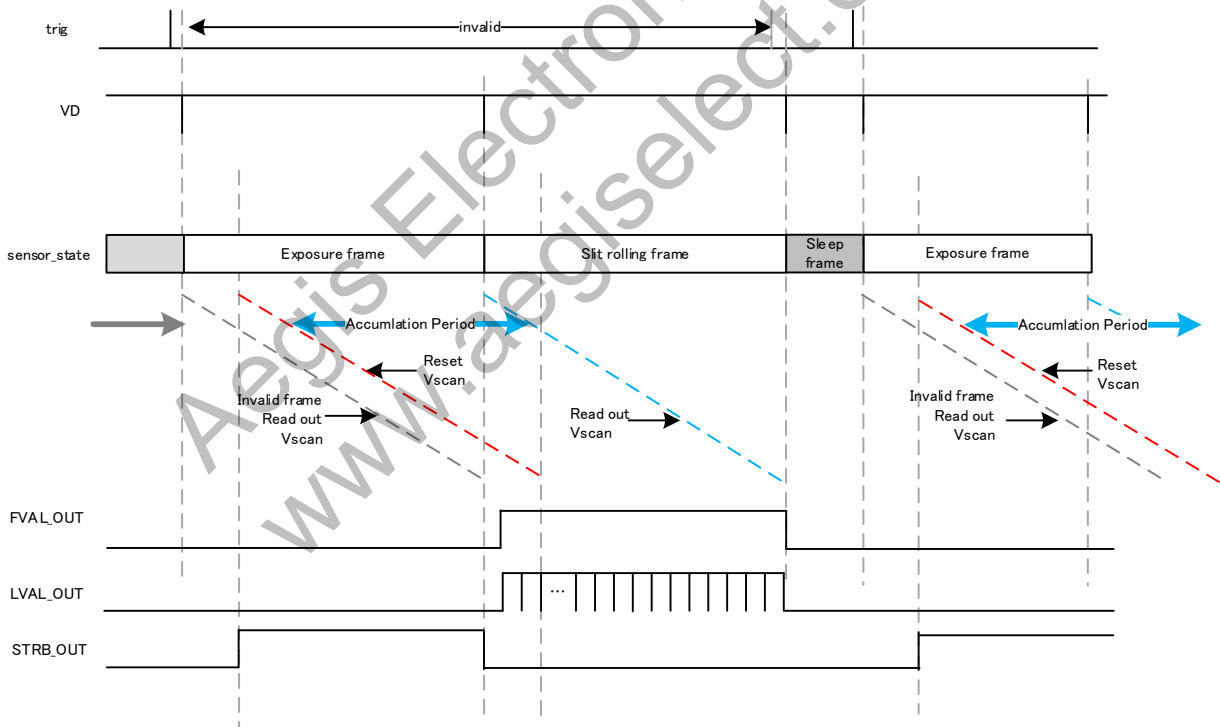 trig
invalid
VD
sensor_state
Exposure frame
Slit rolling frame
Sleep
frame
Exposure frame
Accumlation Period
Accumlation Period
Reset
Vscan
Reset
Vscan
Invalid frame
Read out
Vscan
Read out
Vscan
Invalid frame
Read out
Vscan
FVAL_OUT
LVAL_OUT
...
STRB_OUT
Aegis Electron
www.aegiselect.c